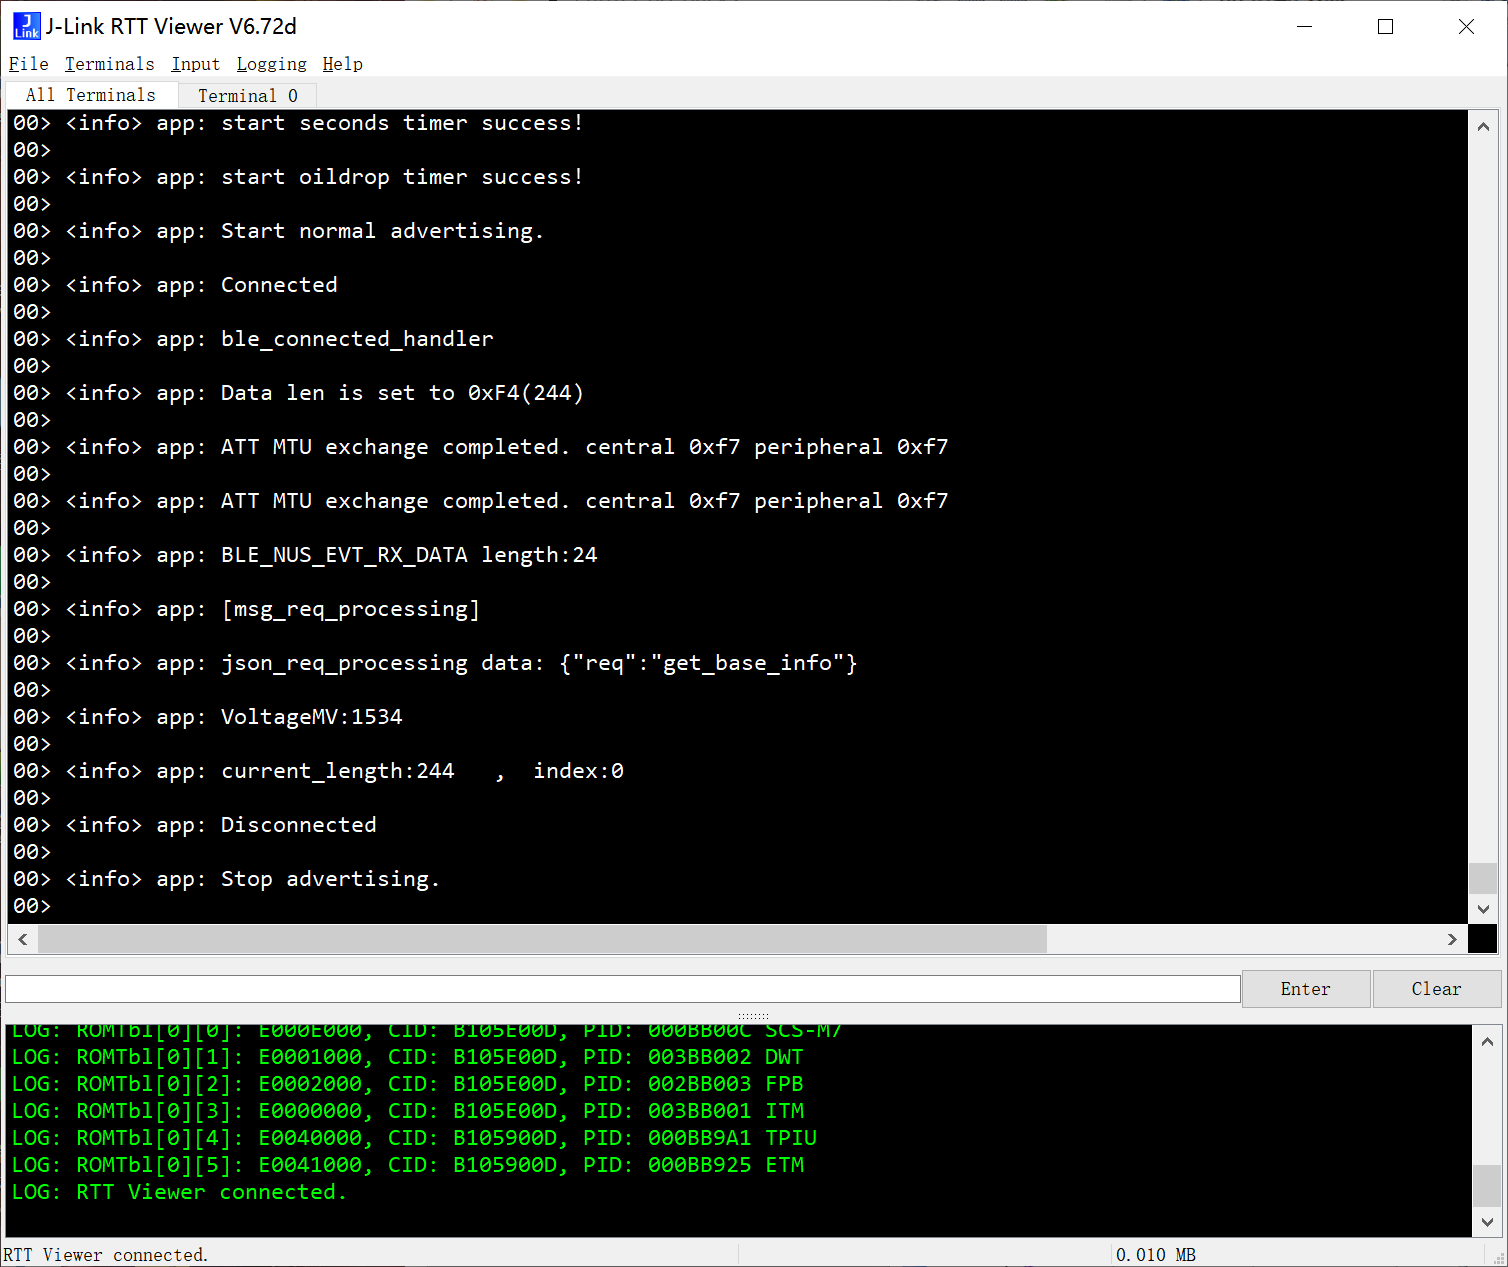 J-Link RTT Viewer V6.72d
File Terminals Input Logging Help
All Terminals Terminal 0
00> <info> app: start seconds timer success!
00>
00> <info> app: start oildrop timer success!
00>
00> <info> app: Start normal advertising.
00>
00> <info> app: Connected
00>
00> <info> app: ble_connected_handler
00>
00> <info> app: Data len is set to 0xF4(244)
00>
00> <info> app: ATT MTU exchange completed. central 0xf7 peripheral 0xf7
00>
00> <info> app: ATT MTU exchange completed. central 0xf7 peripheral 0xf7
00>
00> <info> app: BLE_NUS_EVT_RX_DATA length:24
00>
00> <info> app: [msg_req_processing]
00>
00> <info> app: json_req_processing data: {"req":"get_base_info"}
00>
00> <info> app: VoltageMV:1534
00>
00> <info> app: current_length:244   ,  index:0
00>
00> <info> app: Disconnected
00>
00> <info> app: Stop advertising.
00>
Enter Clear
LOG: ROMTbl[0][0]: E000E000, CID: B105E00D, PID: 000BB00C SCS-M7
LOG: ROMTbl[0][1]: E0001000, CID: B105E00D, PID: 003BB002 DWT
LOG: ROMTbl[0][2]: E0002000, CID: B105E00D, PID: 002BB003 FPB
LOG: ROMTbl[0][3]: E0000000, CID: B105E00D, PID: 003BB001 ITM
LOG: ROMTbl[0][4]: E0040000, CID: B105900D, PID: 000BB9A1 TPIU
LOG: ROMTbl[0][5]: E0041000, CID: B105900D, PID: 000BB925 ETM
LOG: RTT Viewer connected.
RTT Viewer connected. 0.010 MB